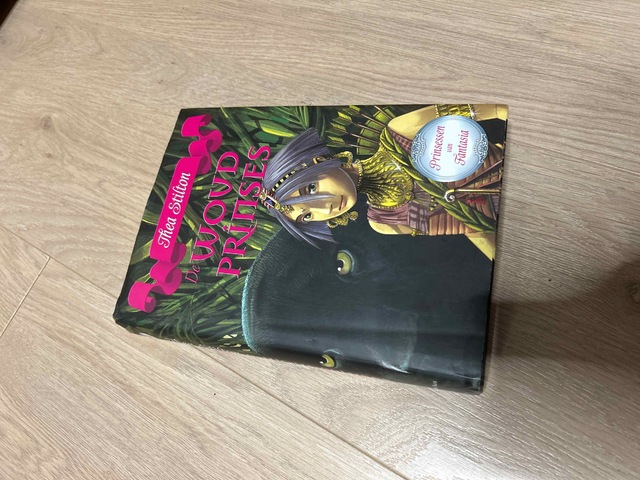 Thea Stilton
De WOUD
PRINSES
Prinsessen
van
Fantasia